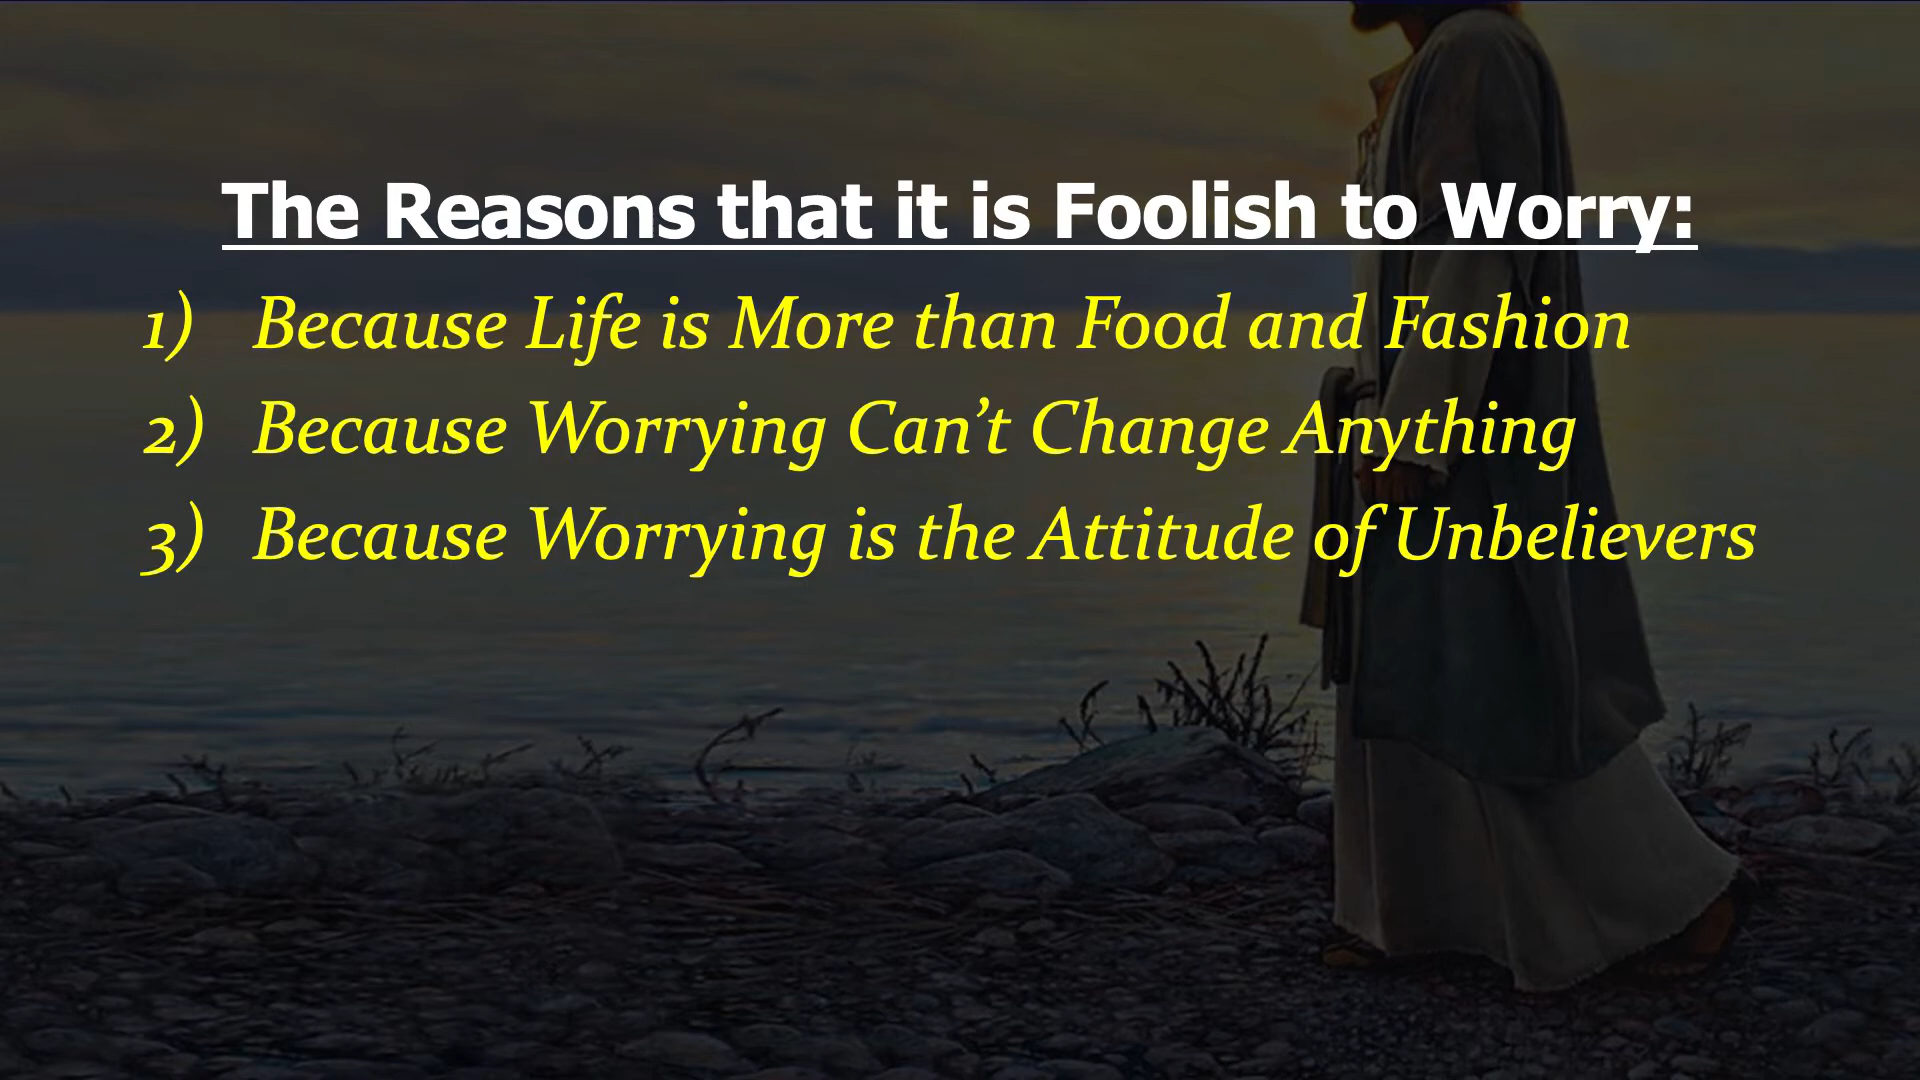 The Reasons that it is Foolish to Worry:
1) Because Life is More than Food and Fashion
2) Because Worrying Can’t Change Anything
3) Because Worrying is the Attitude of Unbelievers